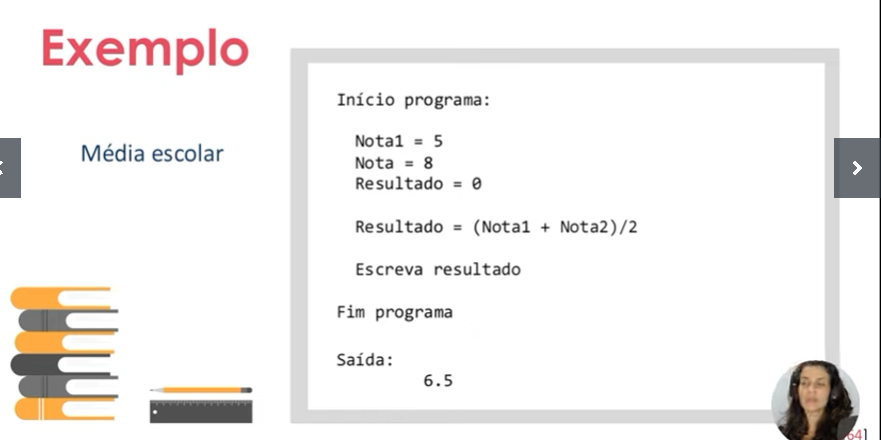 Exemplo
Média escolar
Início programa:
Nota1 = 5
Nota = 8
Resultado = 0
Resultado = (Nota1 + Nota2)/2
Escreva resultado
Fim programa
Saída:
6.5
64]